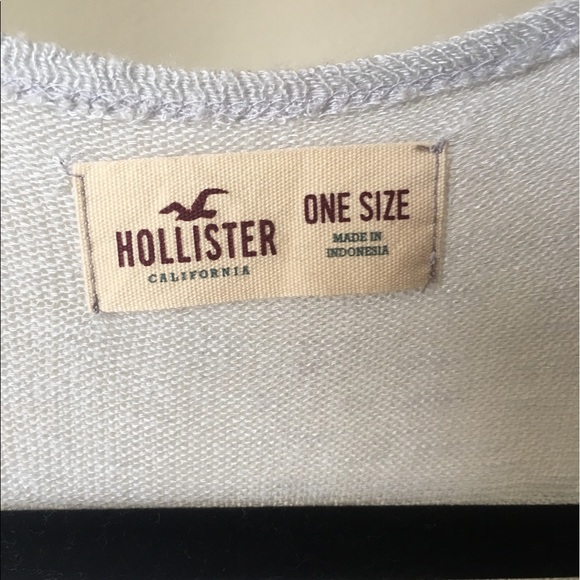 HOLLISTER
CALIFORNIA
ONE SIZE
MADE IN
INDONESIA